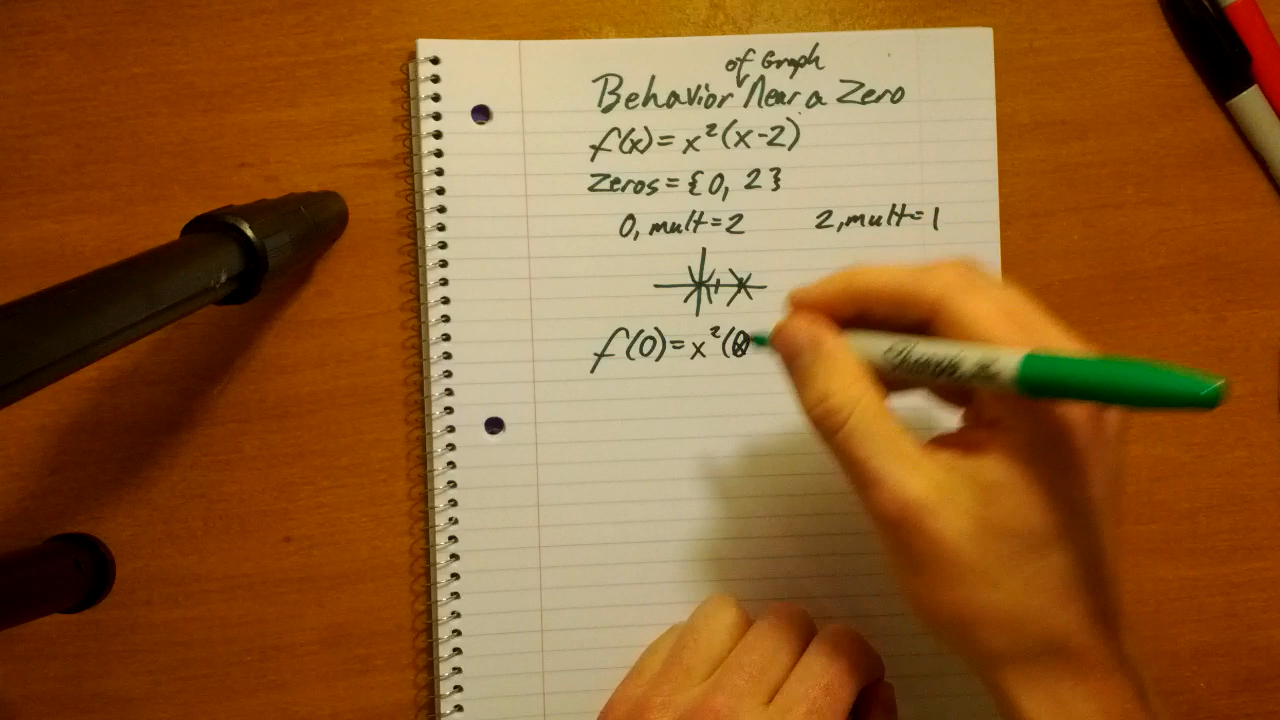 of Graph
Behavior Near a Zero
f(x) = x²(x-2)
Zeros = {0, 2}
0, mult = 2 2, mult = 1
f(0) = x²(